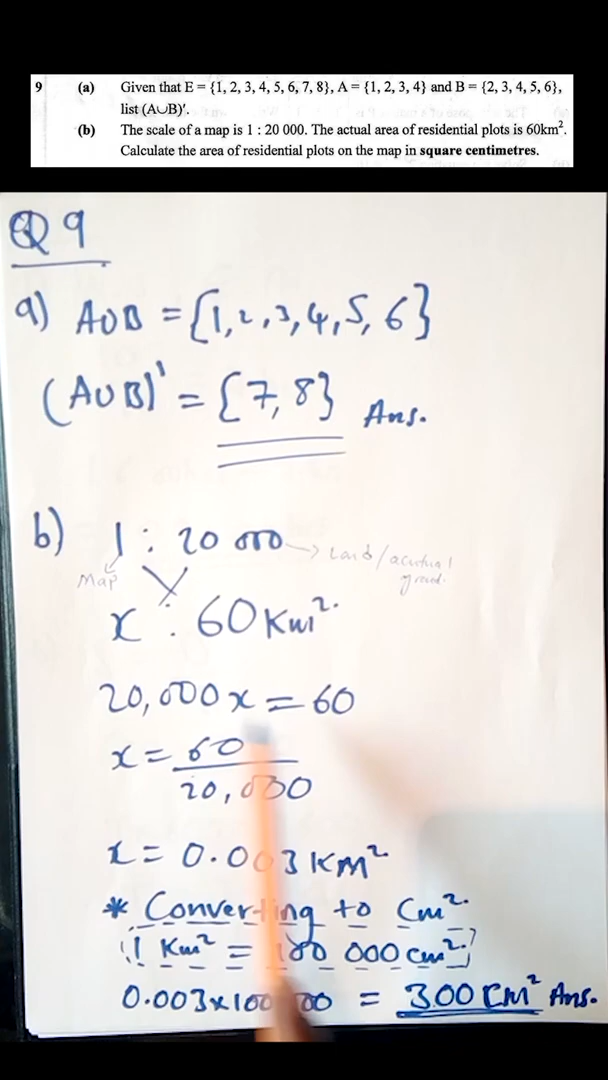 9 (a) Given that E = {1, 2, 3, 4, 5, 6, 7, 8}, A = {1, 2, 3, 4} and B = {2, 3, 4, 5, 6},
list (A∪B)'.
(b) The scale of a map is 1 : 20 000. The actual area of residential plots is 60km².
Calculate the area of residential plots on the map in square centimetres.
Q9
a) A∪B = {1, 2, 3, 4, 5, 6}
(A∪B)' = {7, 8} Ans.
b) 1 : 20 000 → Land/
Map
x : 60 Km²
20,000x = 60
x = 60
20,000
x = 0.003 KM²
* Converting to Cm²
1 Km² = 100 000 cm²
0.003 x 100 000 = 300 CM² Ans.